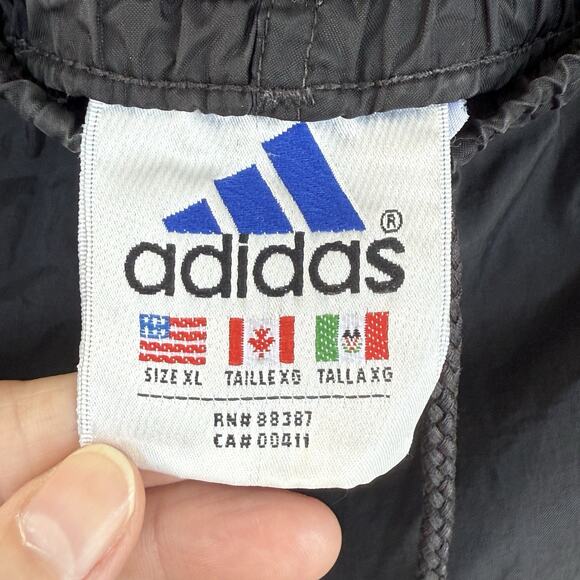 adidas®
SIZE XL TAILLE XG TALLA XG
RN# 88387
CA# 00411